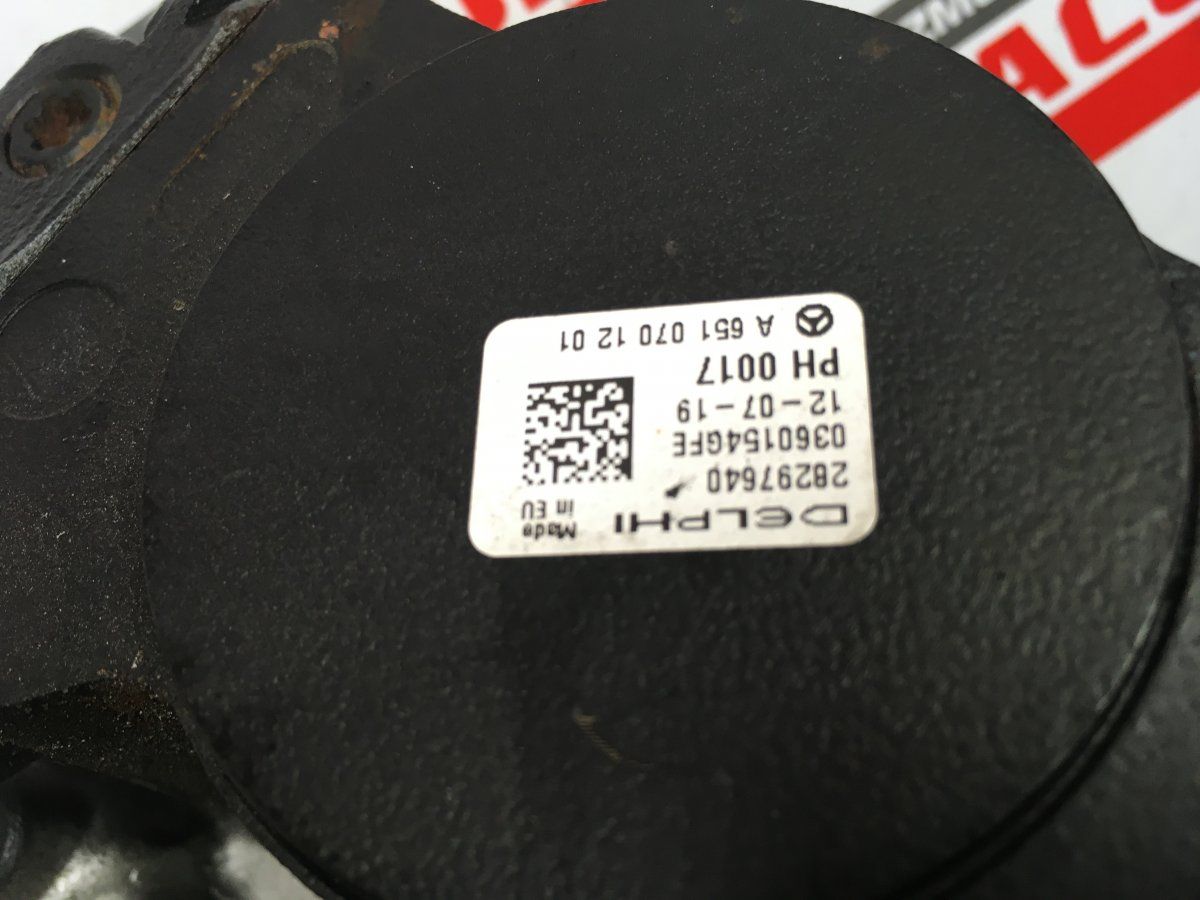 DELPHI Made in EU
28297640
0360154GFE
12-07-19
PH 0017
A 651 070 12 01